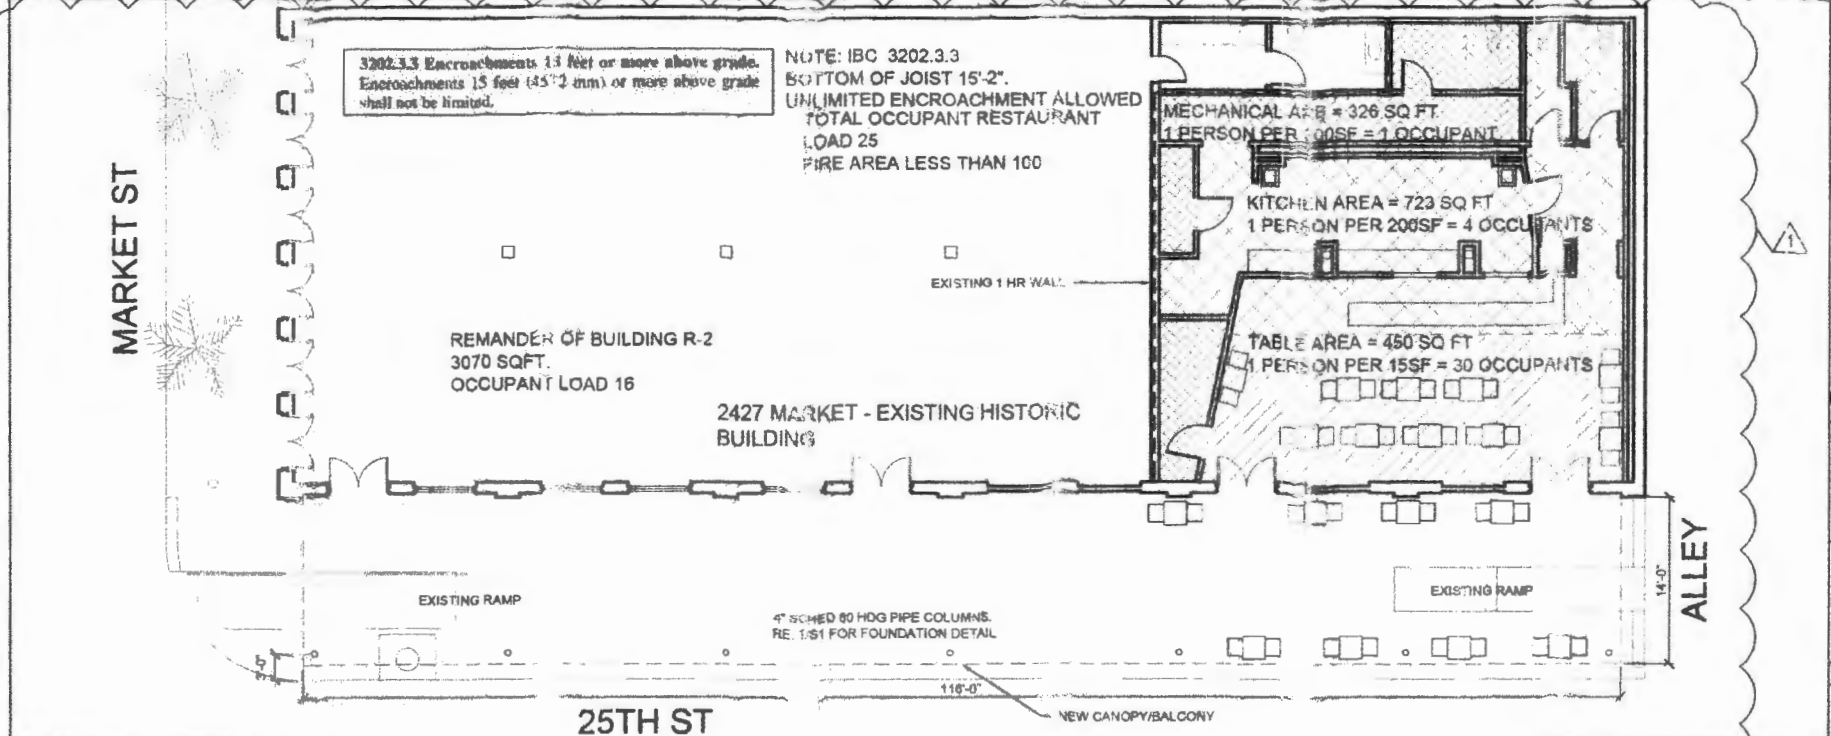 3202.3.3 Encroachments 15 feet or more above grade.
Encroachments 15 feet (4572 mm) or more above grade
shall not be limited.
NOTE: IBC 3202.3.3
BOTTOM OF JOIST 15'-2".
UNLIMITED ENCROACHMENT ALLOWED
TOTAL OCCUPANT RESTAURANT
LOAD 25
FIRE AREA LESS THAN 100
MECHANICAL = 326 SQ FT
1 PERSON PER 100SF = 1 OCCUPANT
KITCHEN AREA = 723 SQ FT
1 PERSON PER 200SF = 4 OCCUPANTS
1
EXISTING 1 HR WALL
TABLE AREA = 450 SQ FT
1 PERSON PER 15SF = 30 OCCUPANTS
REMANDER OF BUILDING R-2
3070 SQFT.
OCCUPANT LOAD 16
2427 MARKET - EXISTING HISTORIC
BUILDING
MARKET ST
EXISTING RAMP
4" SCHED 80 HDG PIPE COLUMNS.
RE. 1/S1 FOR FOUNDATION DETAIL
EXISTING RAMP
14'-0"
ALLEY
116'-0"
NEW CANOPY/BALCONY
25TH ST